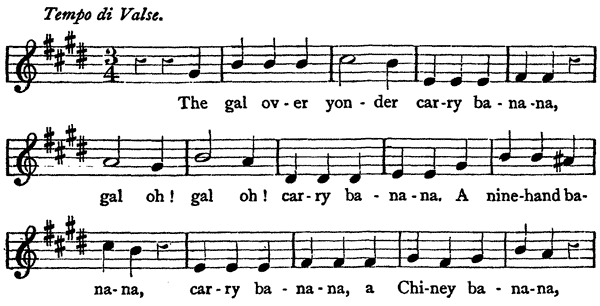 Tempo di Valse.
3
4
The gal ov-er yon-der car-ry ba-na-na,
gal oh! gal oh! car-ry ba-na-na. A nine-hand ba-
na-na, car-ry ba-na-na, a Chi-ney ba-na-na,